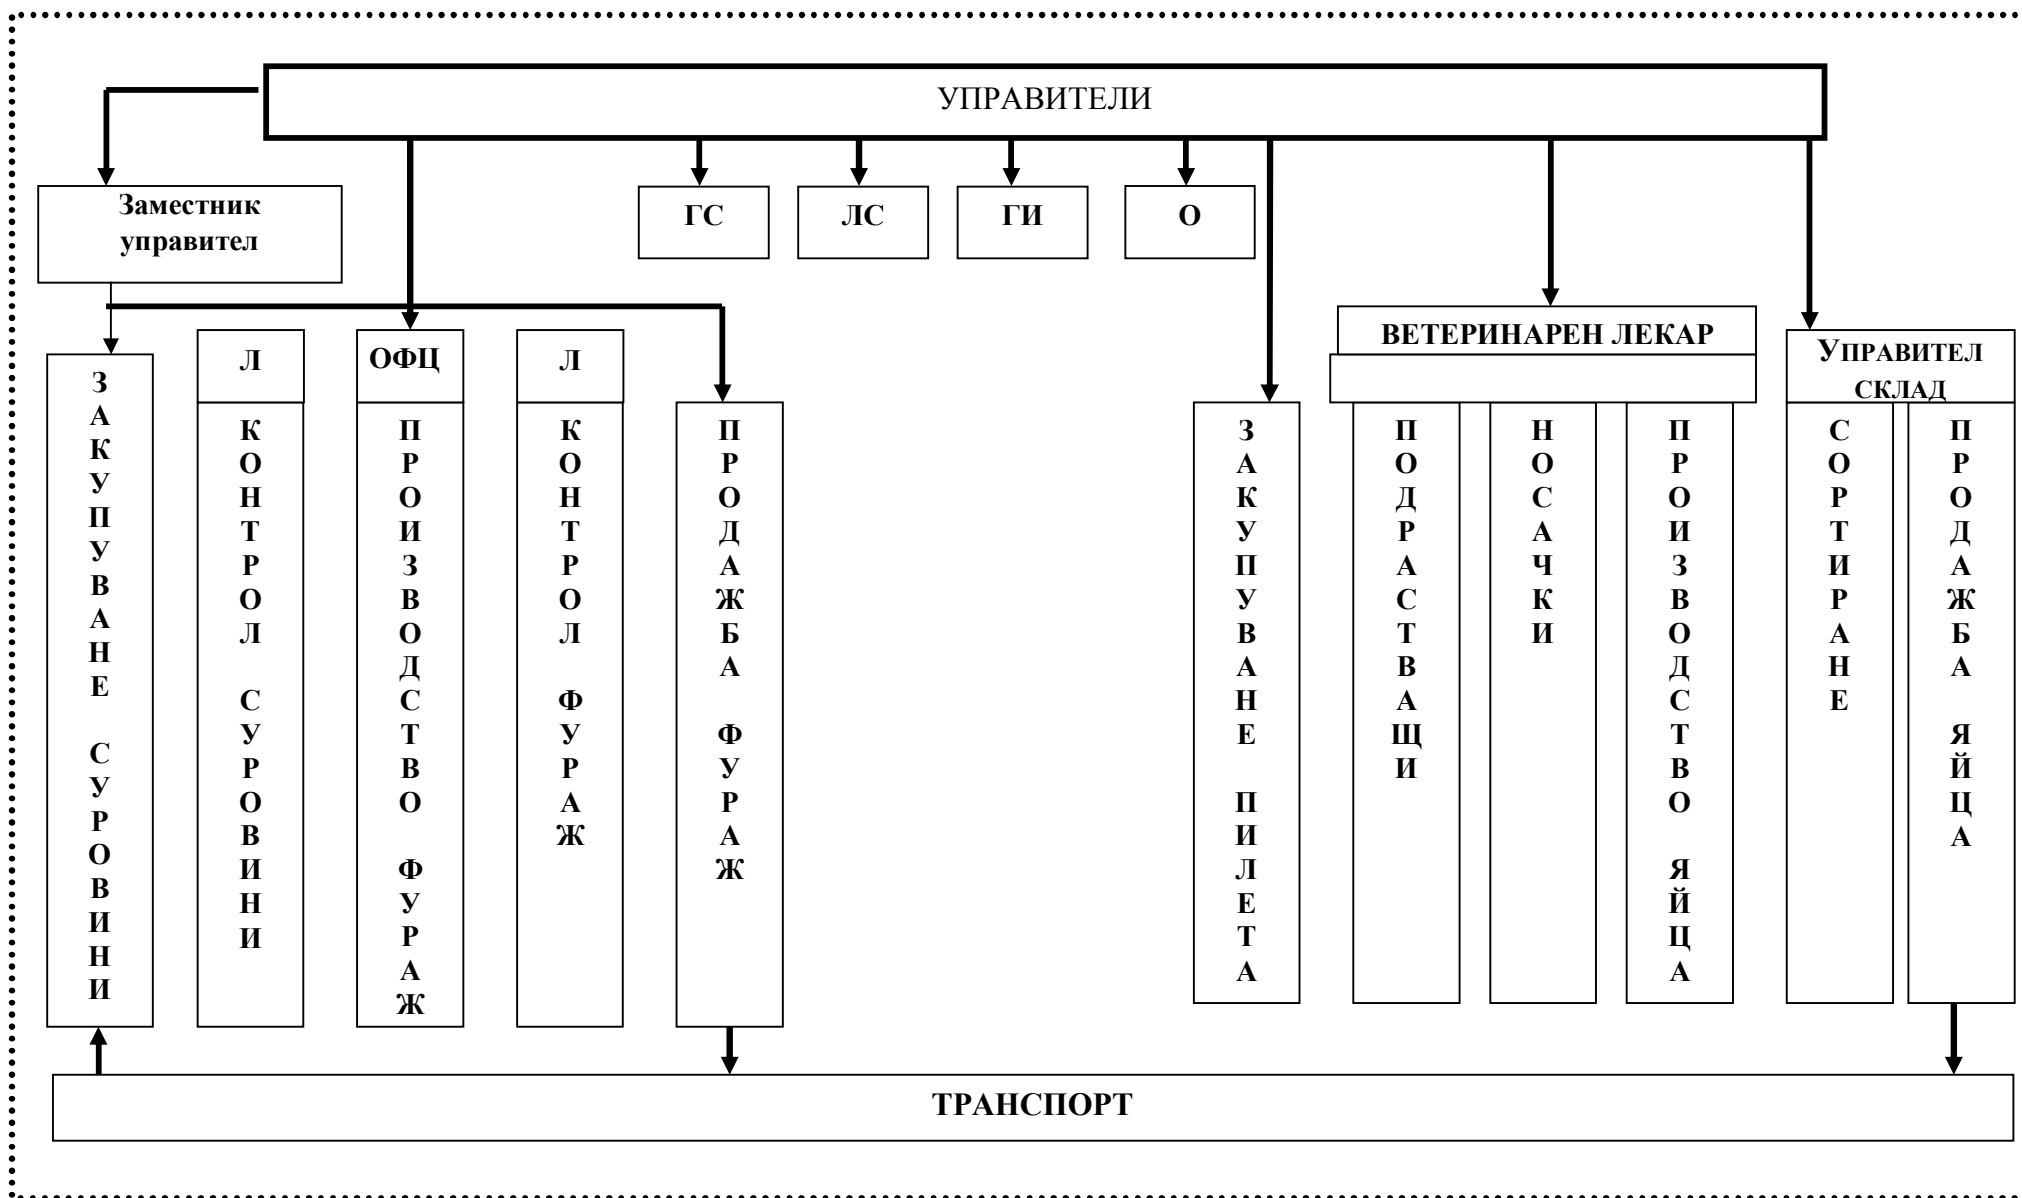 УПРАВИТЕЛИ
Заместник
управител
ГС
ЛС
ГИ
О
ВЕТЕРИНАРЕН ЛЕКАР
УПРАВИТЕЛ
СКЛАД
Л
ОФЦ
Л
ЗАКУПУВАНЕ СУРОВИНИ
КОНТРОЛ СУРОВИНИ
ПРОИЗВОДСТВО ФУРАЖ
КОНТРОЛ ФУРАЖ
ПРОДАЖБА ФУРАЖ
ЗАКУПУВАНЕ ПИЛЕТА
ПОДРАСТВАЩИ
НОСАЧКИ
ПРОИЗВОДСТВО ЯЙЦА
СОРТИРАНЕ
ПРОДАЖБА ЯЙЦА
ТРАНСПОРТ